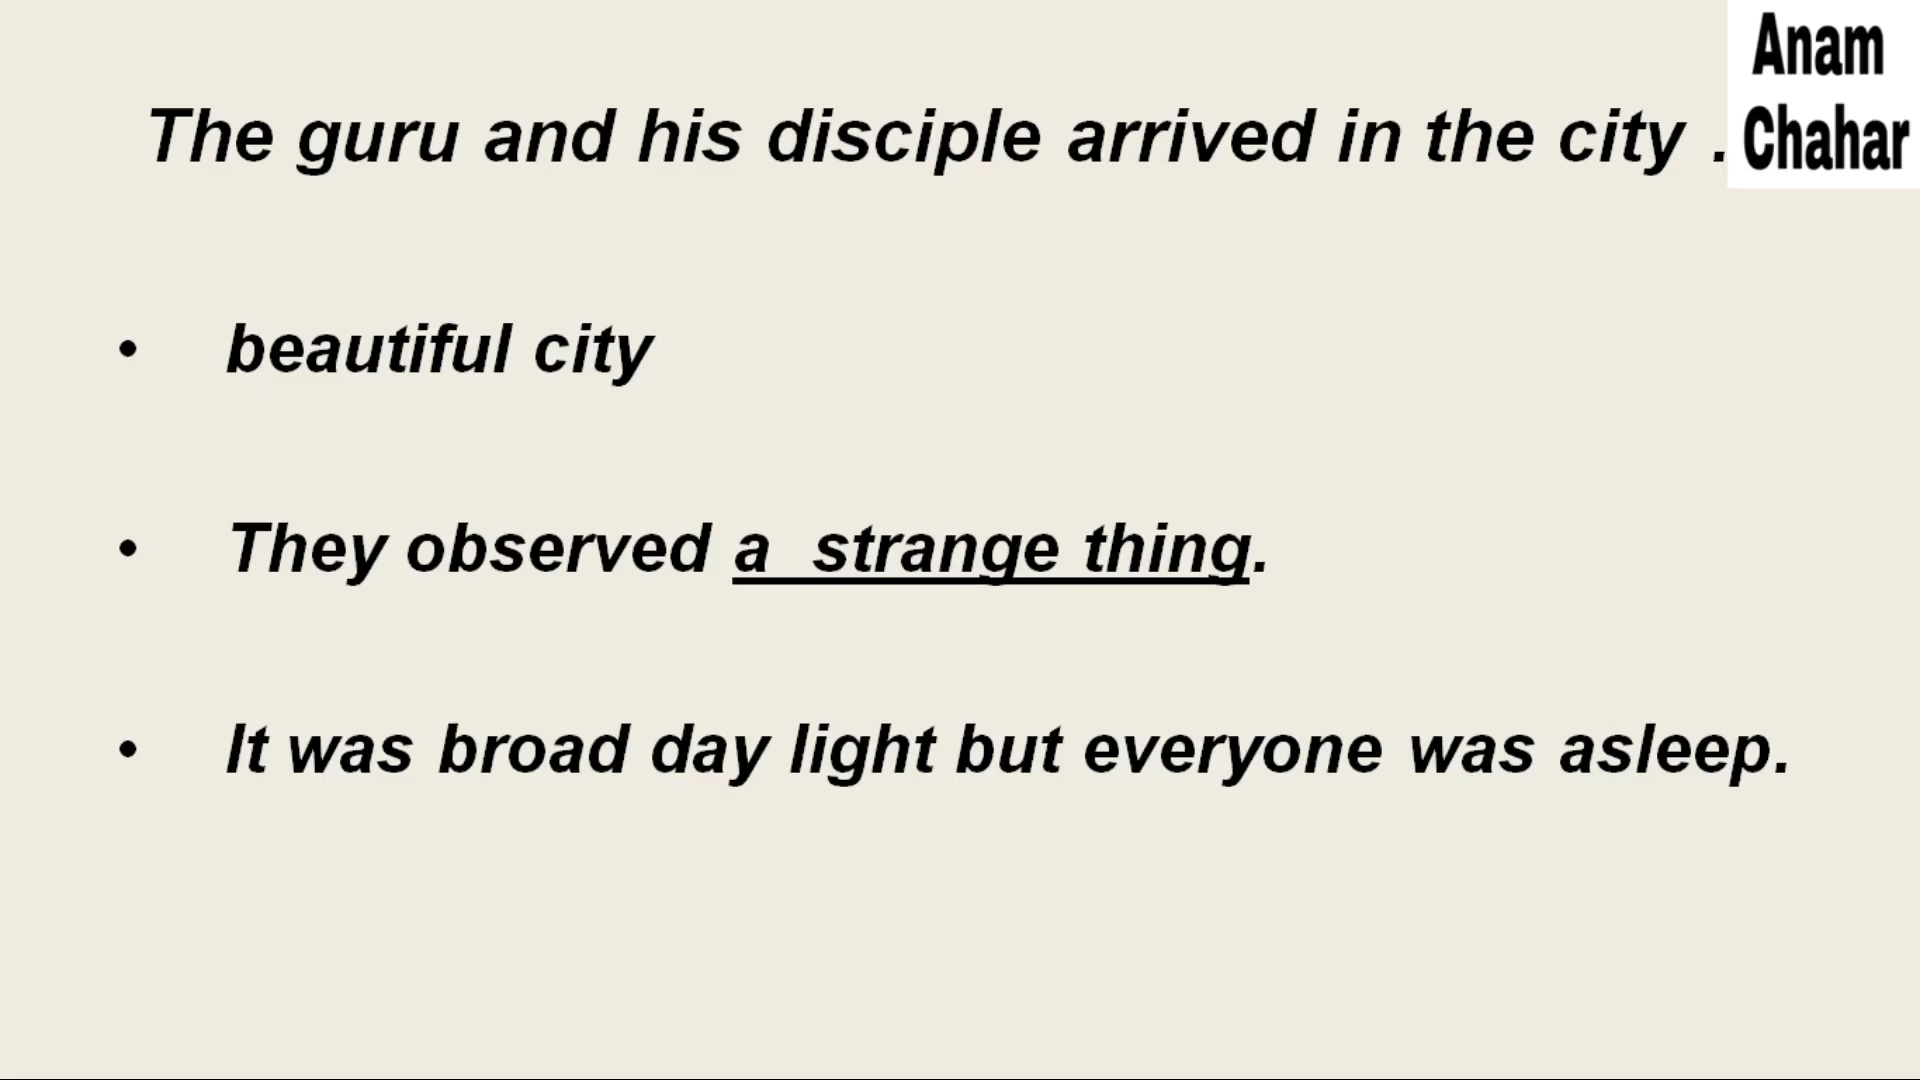 The guru and his disciple arrived in the city .
Anam
Chahar
• beautiful city
• They observed a  strange thing.
• It was broad day light but everyone was asleep.